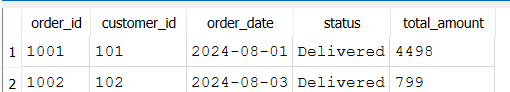 order_id customer_id order_date status total_amount
1 1001 101 2024-08-01 Delivered 4498
2 1002 102 2024-08-03 Delivered 799